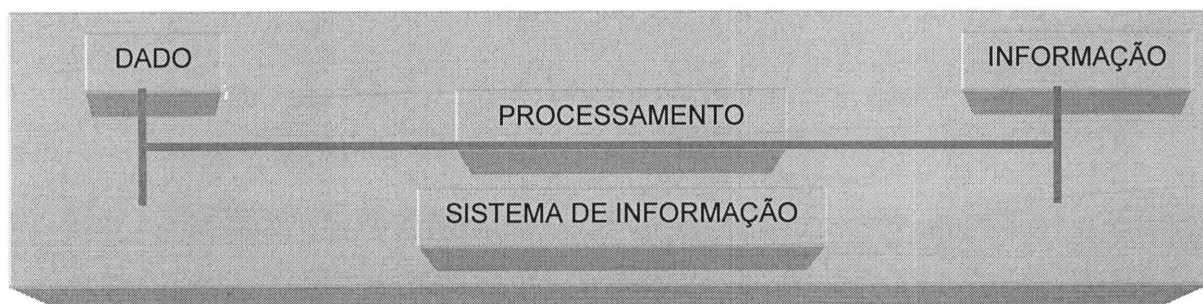 DADO
INFORMAÇÃO
PROCESSAMENTO
SISTEMA DE INFORMAÇÃO